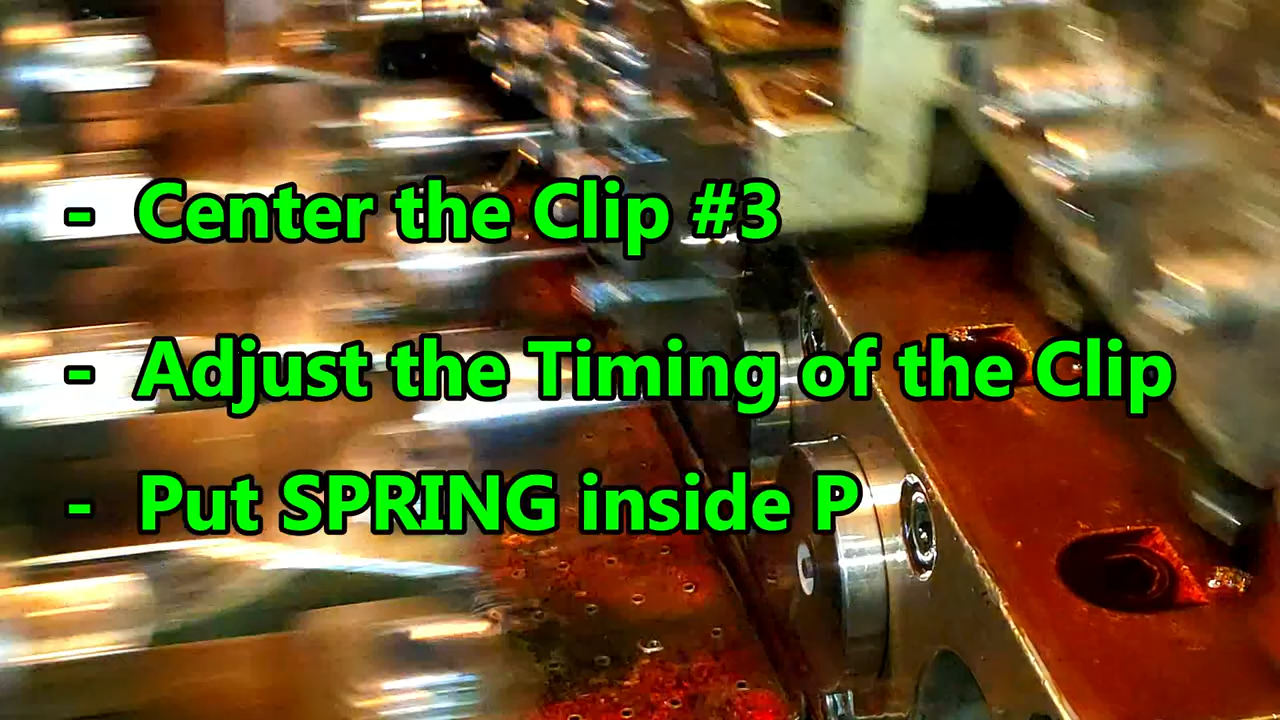 - Center the Clip #3
- Adjust the Timing of the Clip
- Put SPRING inside P